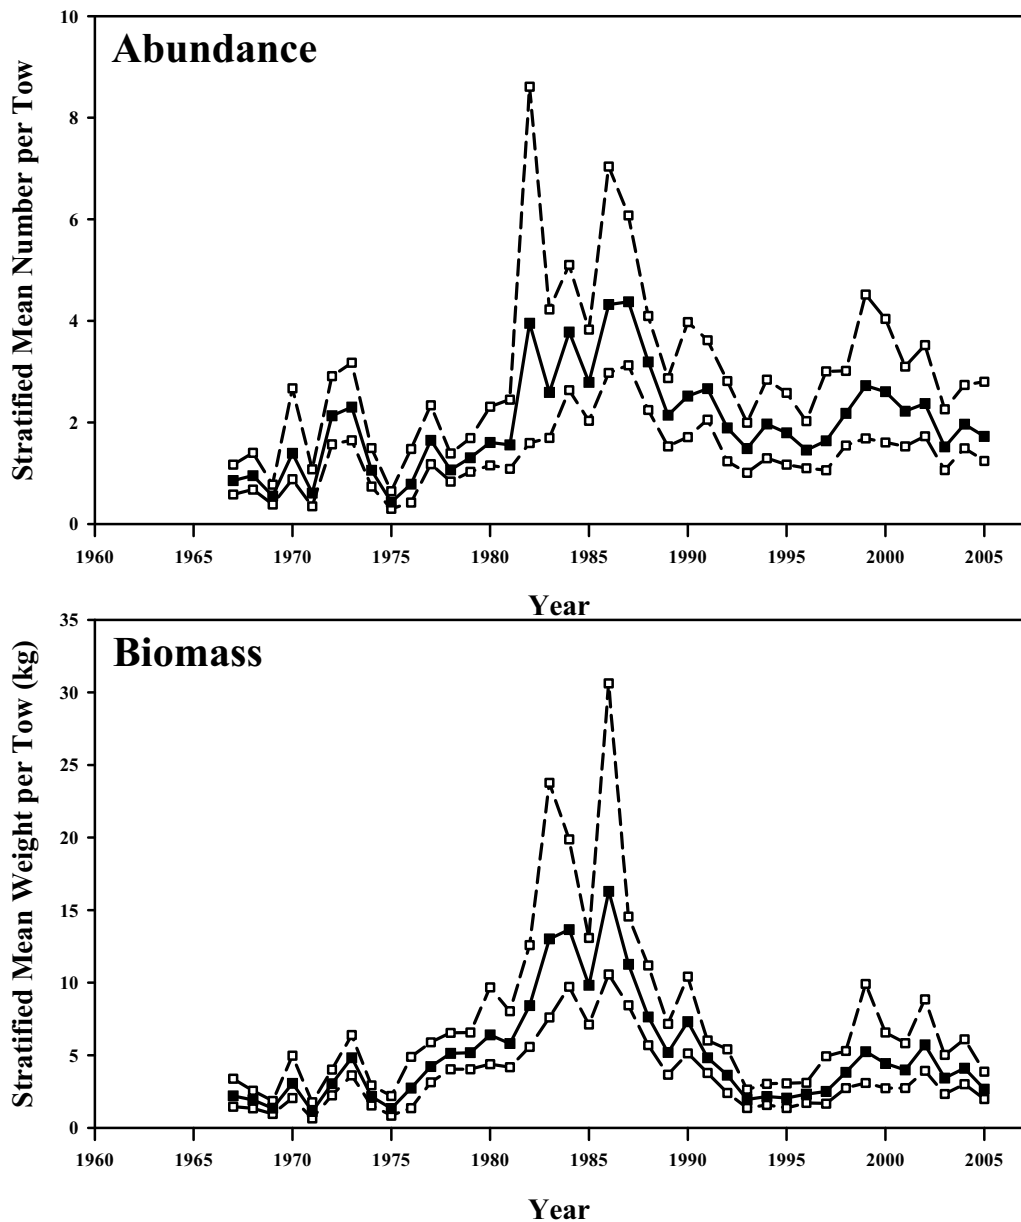 Abundance
Stratified Mean Number per Tow
10
8
6
4
2
0
1960 1965 1970 1975 1980 1985 1990 1995 2000 2005
Year
Biomass
Stratified Mean Weight per Tow (kg)
35
30
25
20
15
10
5
0
1960 1965 1970 1975 1980 1985 1990 1995 2000 2005
Year